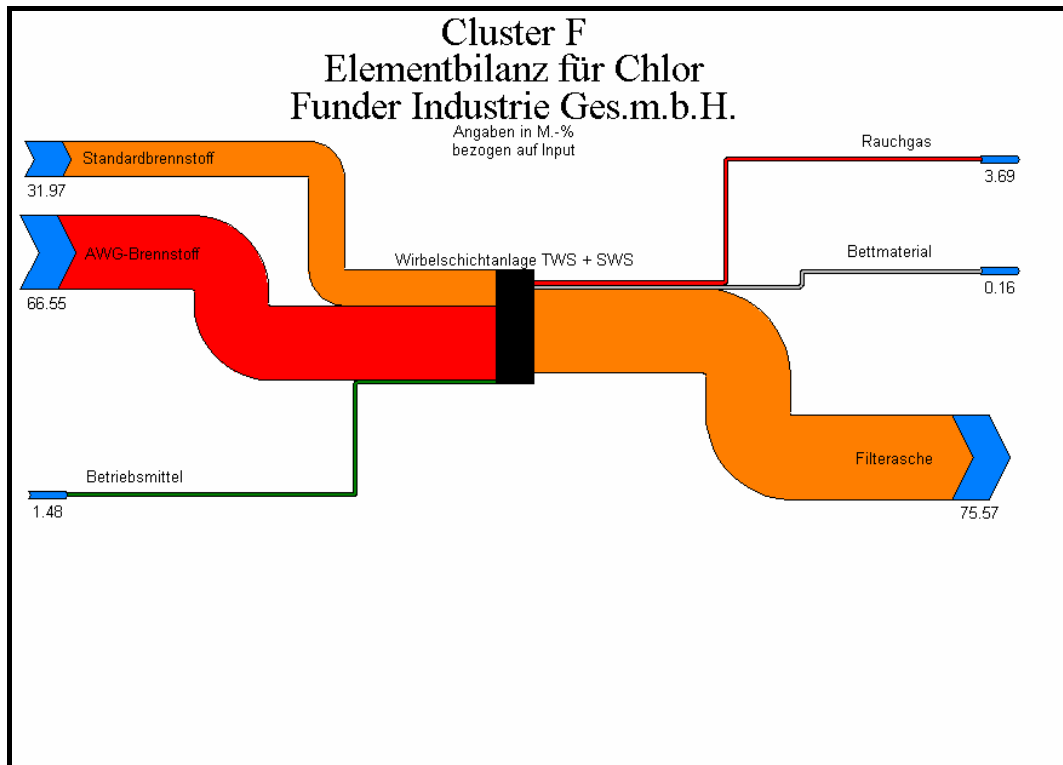 Cluster F
Elementbilanz für Chlor
Funder Industrie Ges.m.b.H.
Angaben in M.-%
bezogen auf Input
Standardbrennstoff
31.97
AWG-Brennstoff
66.55
Betriebsmittel
1.48
Wirbelschichtanlage TWS + SWS
Rauchgas
3.69
Bettmaterial
0.16
Filterasche
75.57